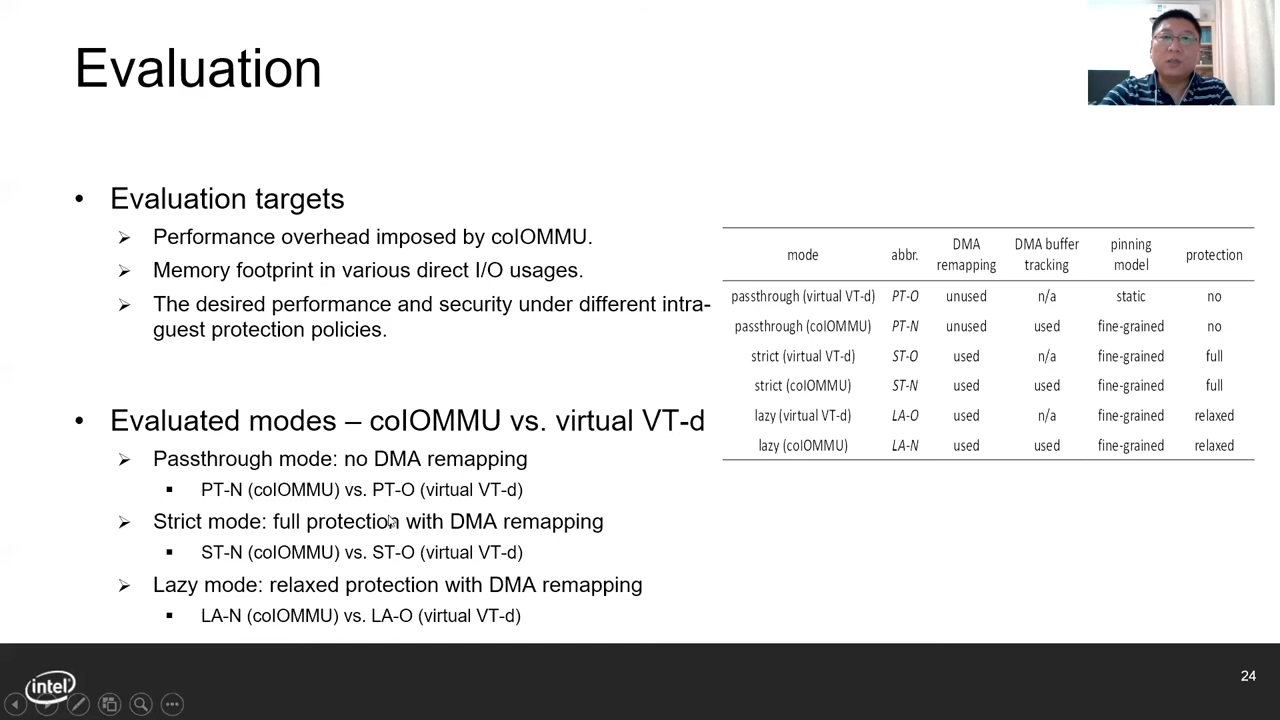 Evaluation
• Evaluation targets
➢ Performance overhead imposed by coIOMMU.
➢ Memory footprint in various direct I/O usages.
➢ The desired performance and security under different intra-
guest protection policies.
• Evaluated modes – coIOMMU vs. virtual VT-d
➢ Passthrough mode: no DMA remapping
▪ PT-N (coIOMMU) vs. PT-O (virtual VT-d)
➢ Strict mode: full protection with DMA remapping
▪ ST-N (coIOMMU) vs. ST-O (virtual VT-d)
➢ Lazy mode: relaxed protection with DMA remapping
▪ LA-N (coIOMMU) vs. LA-O (virtual VT-d)
mode abbr. DMA remapping DMA buffer tracking pinning model protection
passthrough (virtual VT-d) PT-O unused n/a static no
passthrough (coIOMMU) PT-N unused used fine-grained no
strict (virtual VT-d) ST-O used n/a fine-grained full
strict (coIOMMU) ST-N used used fine-grained full
lazy (virtual VT-d) LA-O used n/a fine-grained relaxed
lazy (coIOMMU) LA-N used used fine-grained relaxed
intel
24